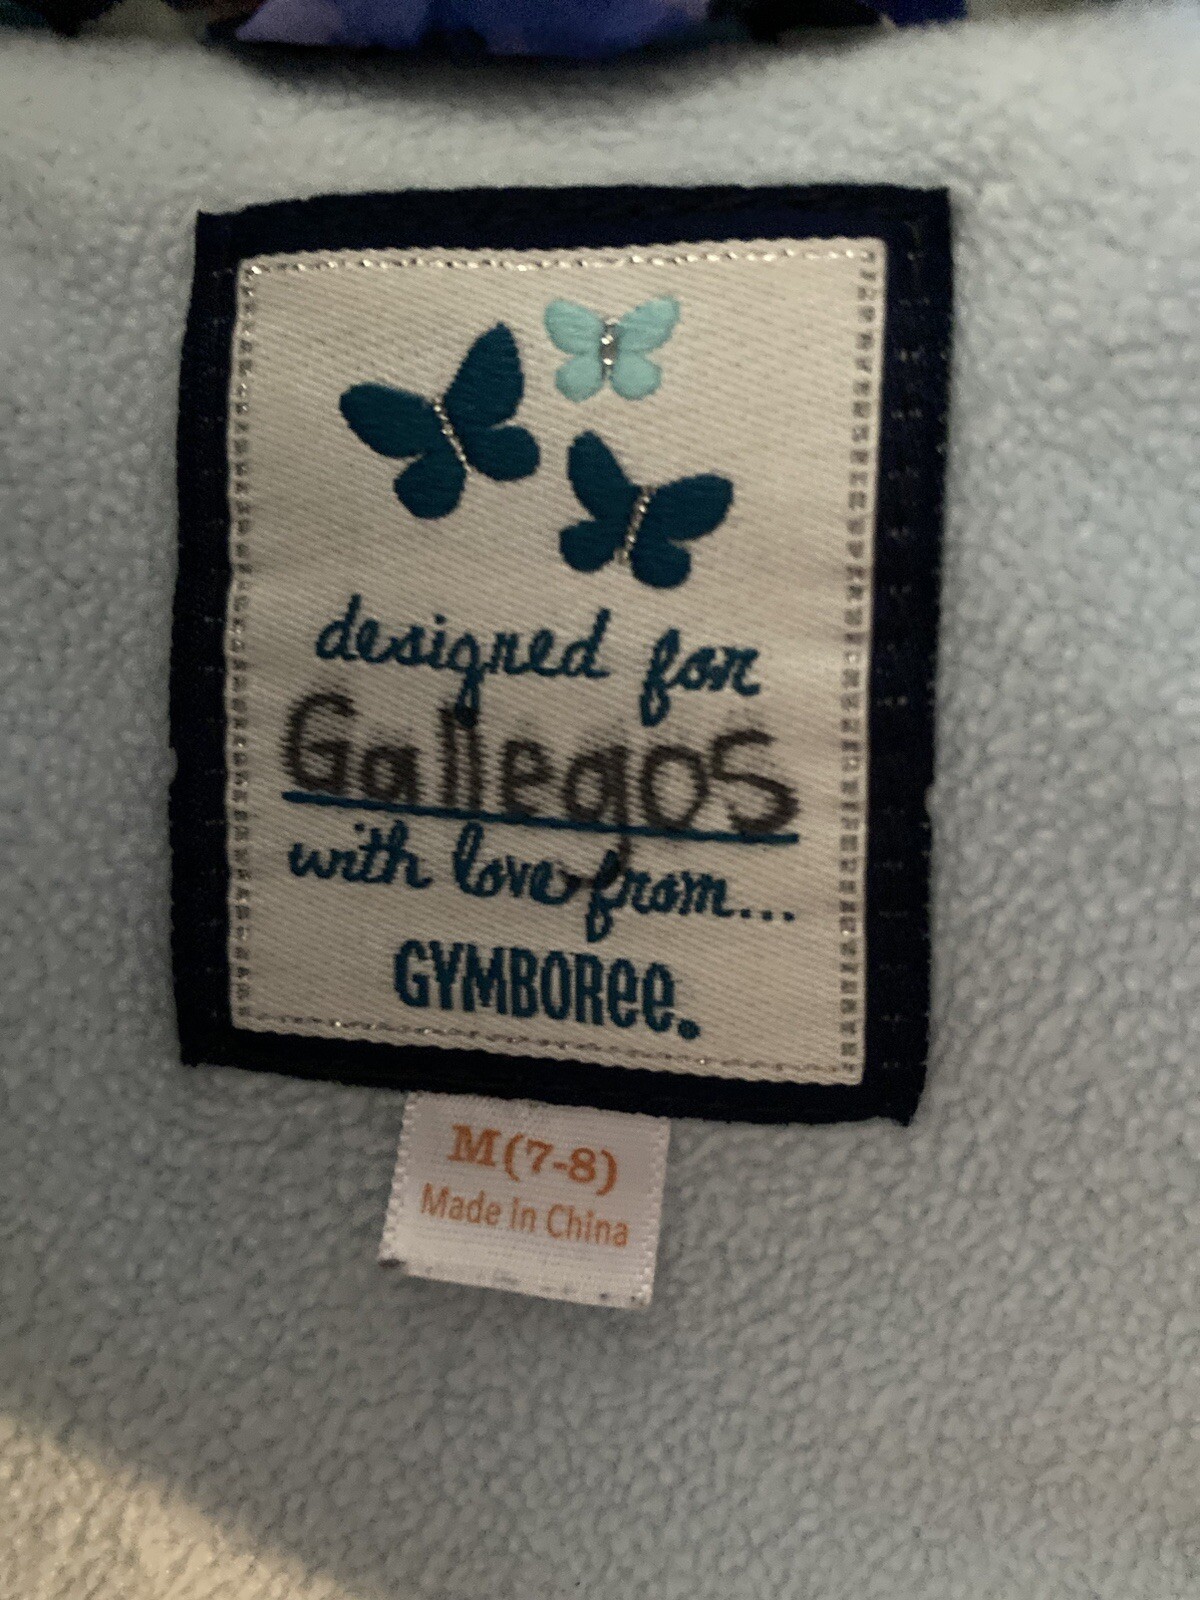 designed for
Gallegos
with love from...
GYMBOREE.
M(7-8)
Made in China